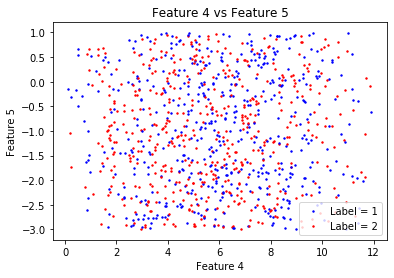 Feature 4 vs Feature 5
1.0
0.5
0.0
−0.5
−1.0
−1.5
−2.0
−2.5
−3.0
Feature 5
Label = 1
Label = 2
0 2 4 6 8 10 12
Feature 4